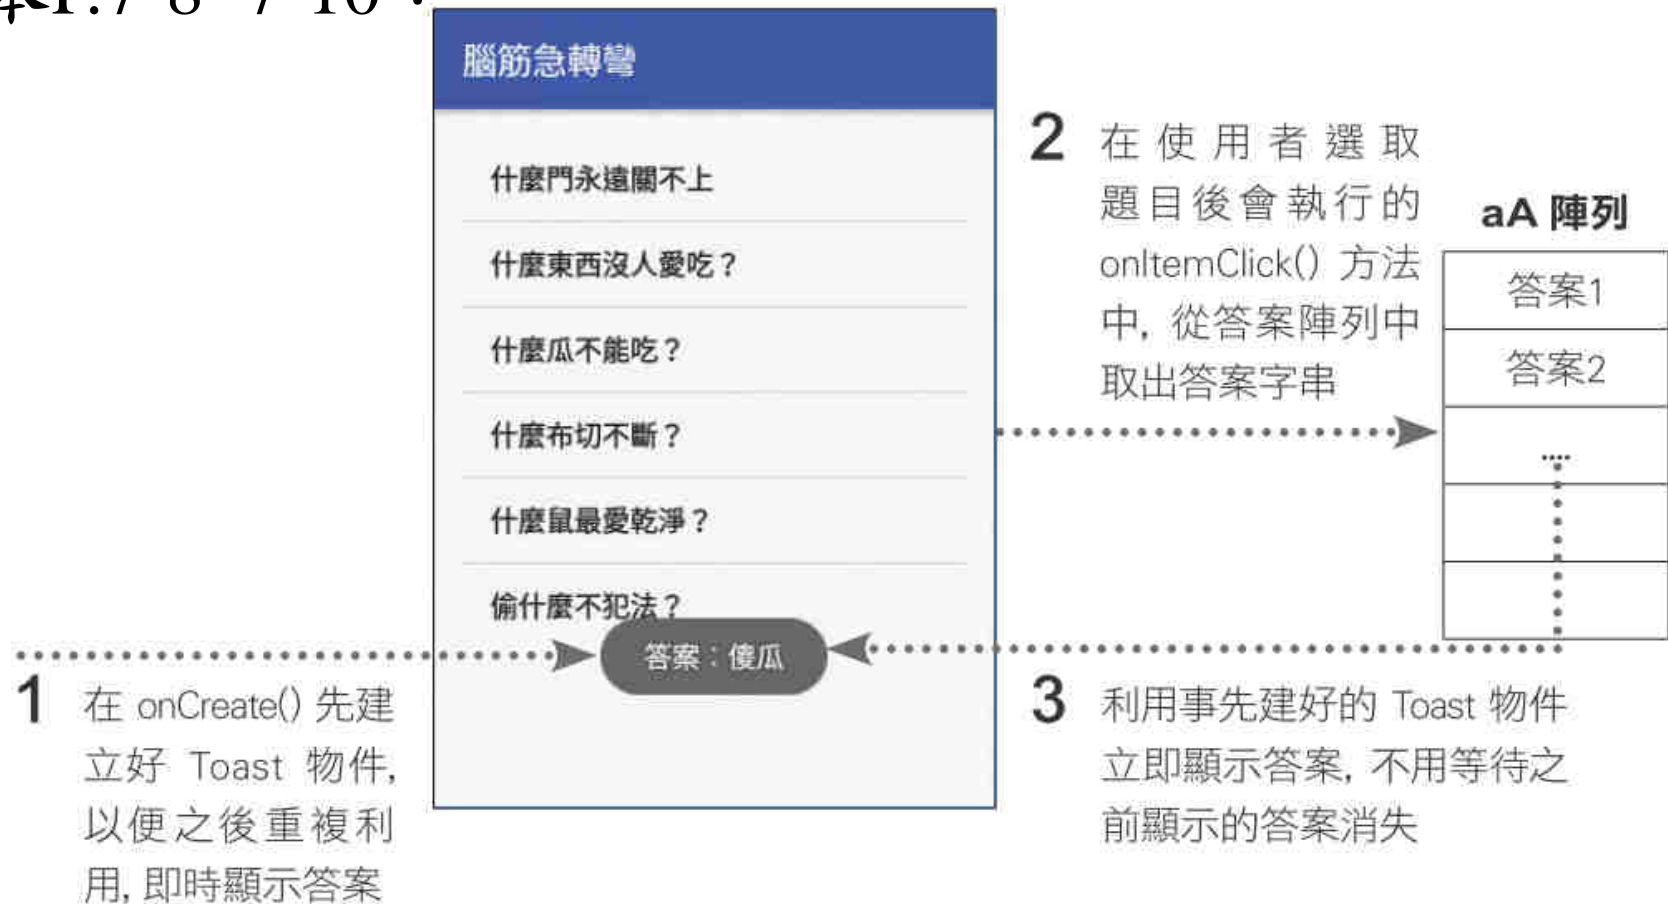 P.7-8~7-10：
腦筋急轉彎
什麼門永遠關不上
什麼東西沒人愛吃？
什麼瓜不能吃？
什麼布切不斷？
什麼鼠最愛乾淨？
偷什麼不犯法？
答案：傻瓜
1 在 onCreate() 先建
立好 Toast 物件,
以便之後重複利
用, 即時顯示答案
2 在使用者選取
題目後會執行的
onItemClick() 方法
中, 從答案陣列中
取出答案字串
aA 陣列
答案1
答案2
....
3 利用事先建好的 Toast 物件
立即顯示答案, 不用等待之
前顯示的答案消失